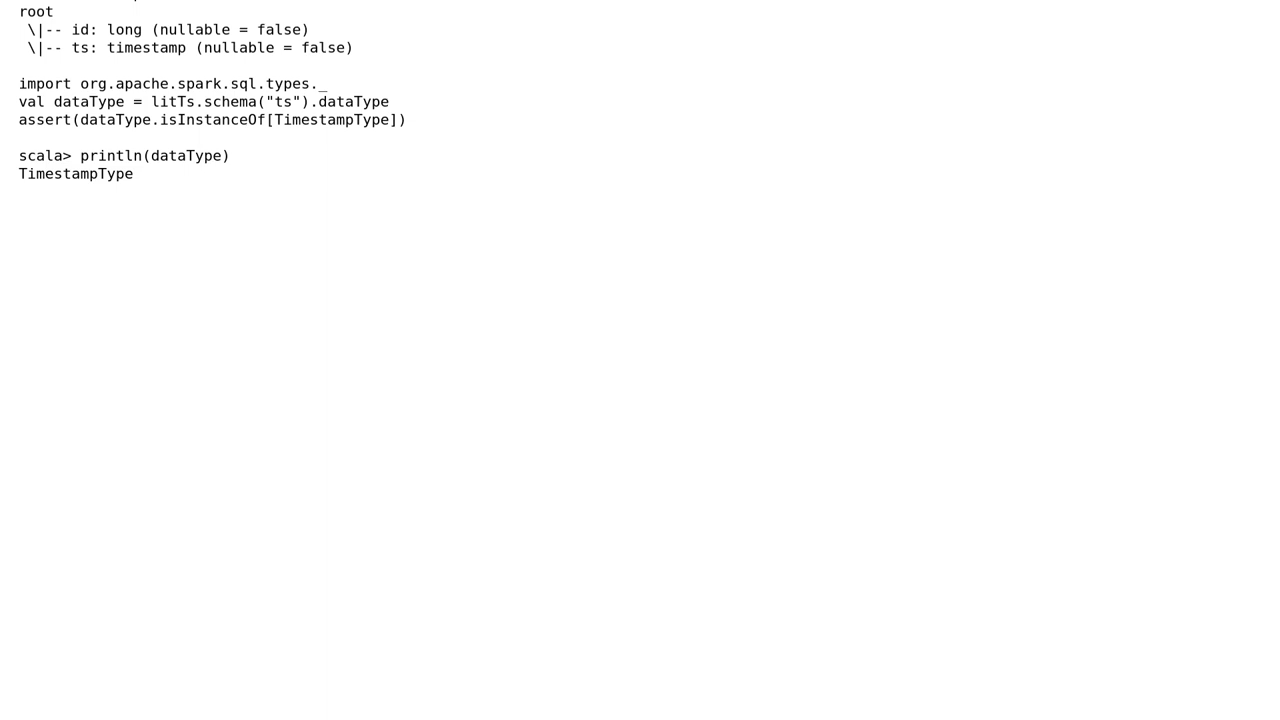 root
 \|-- id: long (nullable = false)
 \|-- ts: timestamp (nullable = false)

import org.apache.spark.sql.types._
val dataType = litTs.schema("ts").dataType
assert(dataType.isInstanceOf[TimestampType])

scala> println(dataType)
TimestampType